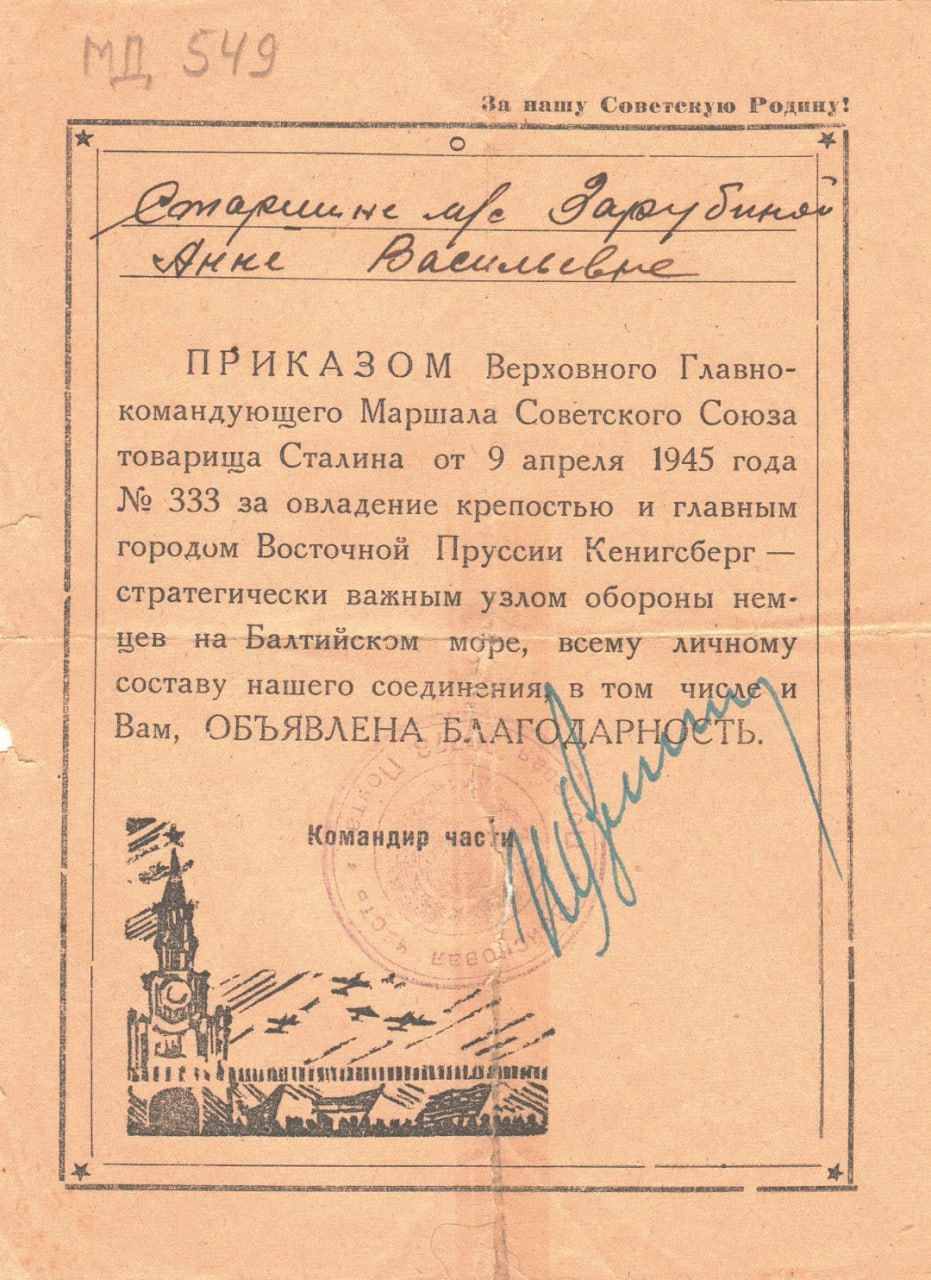 МД 549
За нашу Советскую Родину!
Старшине м/с Зарубиной
Анне Васильевне
ПРИКАЗОМ Верховного Главно-
командующего Маршала Советского Союза
товарища Сталина от 9 апреля 1945 года
№ 333 за овладение крепостью и главным
городом Восточной Пруссии Кенигсберг —
стратегически важным узлом обороны нем-
цев на Балтийском море, всему личному
составу нашего соединения, в том числе и
Вам, ОБЪЯВЛЕНА БЛАГОДАРНОСТЬ.
Командир части
часть